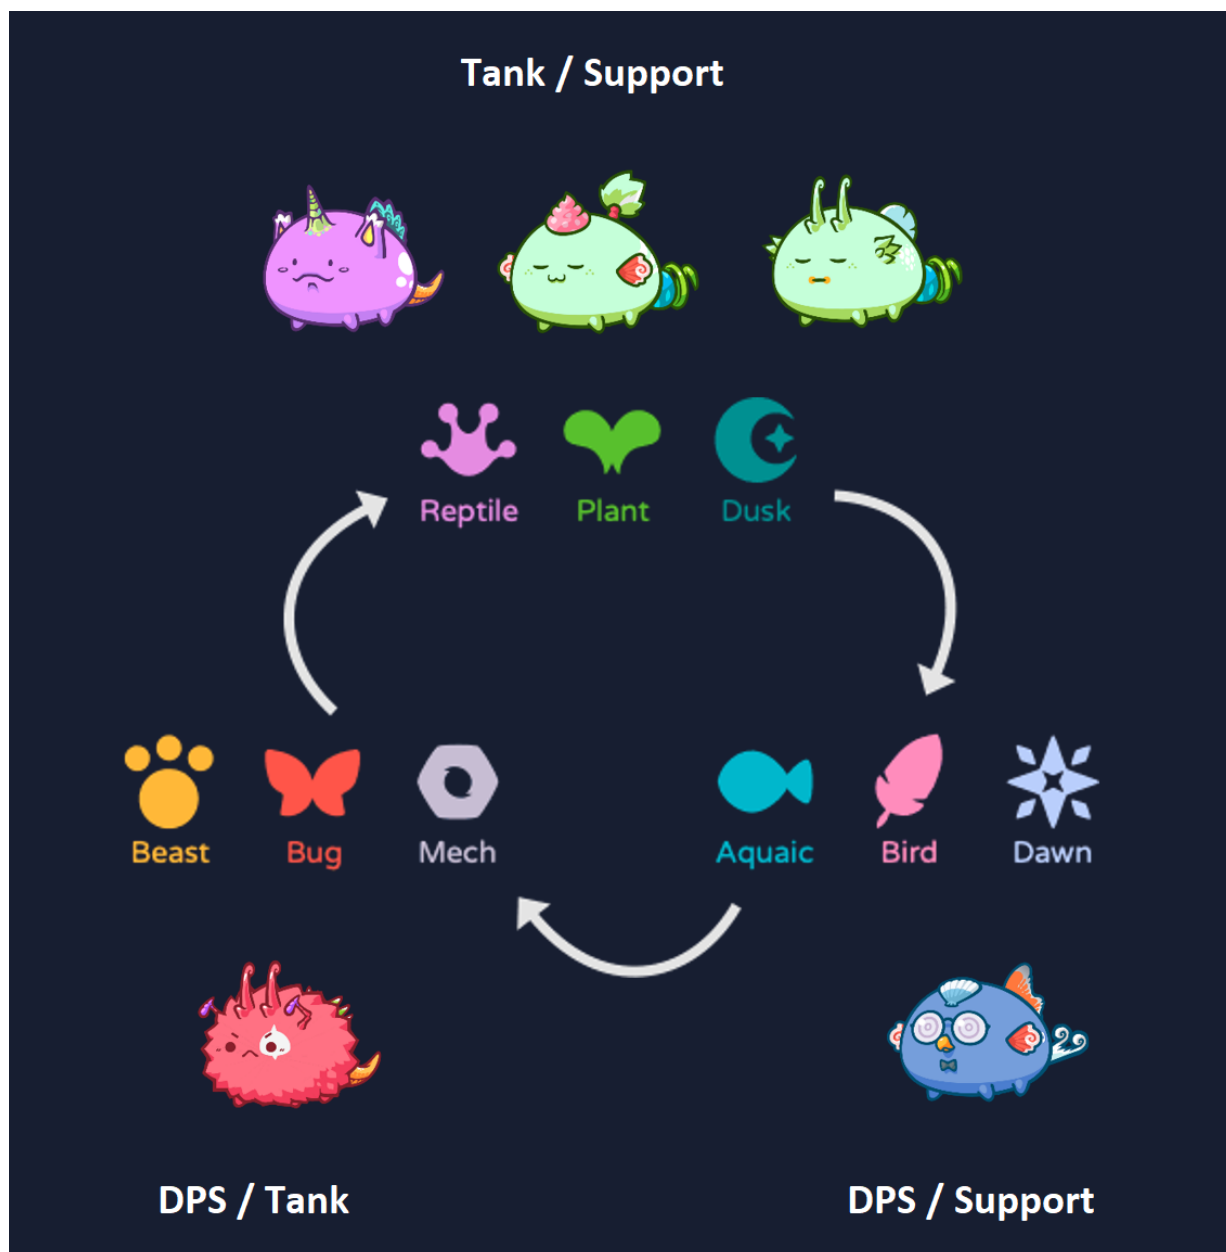 Tank / Support
Reptile Plant Dusk
Beast Bug Mech Aquaic Bird Dawn
DPS / Tank DPS / Support